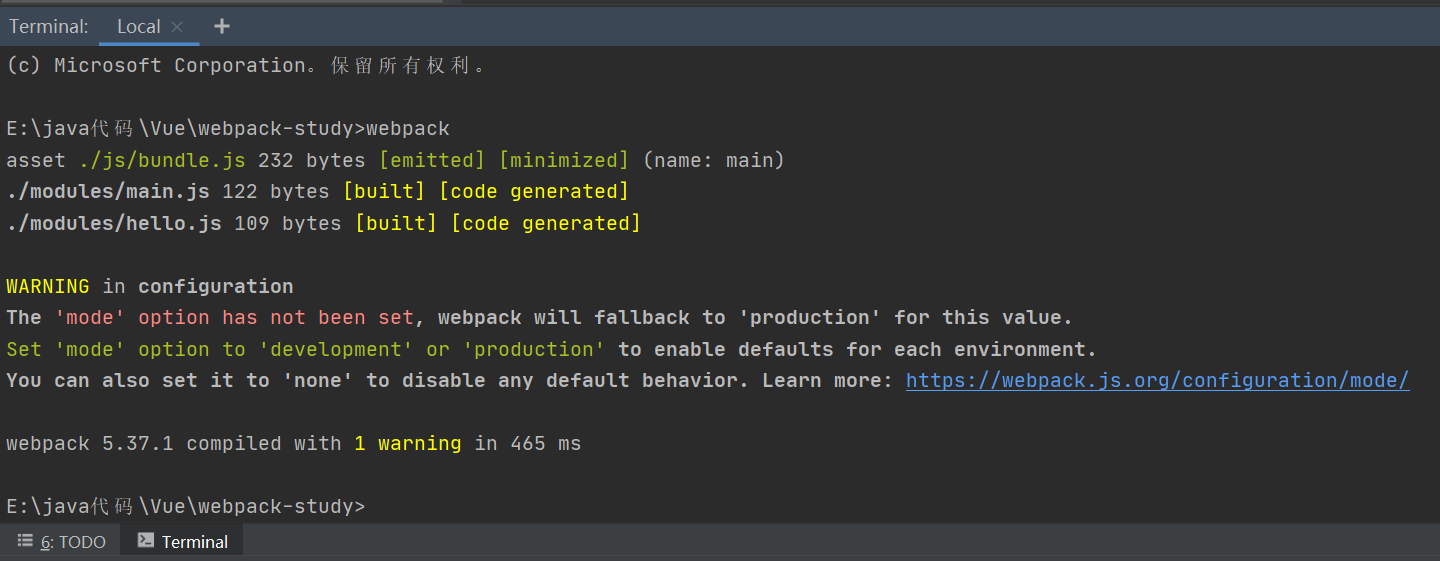 Terminal: Local × +
(c) Microsoft Corporation。保留所有权利。
E:\java代码\Vue\webpack-study>webpack
asset ./js/bundle.js 232 bytes [emitted] [minimized] (name: main)
./modules/main.js 122 bytes [built] [code generated]
./modules/hello.js 109 bytes [built] [code generated]
WARNING in configuration
The 'mode' option has not been set, webpack will fallback to 'production' for this value.
Set 'mode' option to 'development' or 'production' to enable defaults for each environment.
You can also set it to 'none' to disable any default behavior. Learn more: https://webpack.js.org/configuration/mode/
webpack 5.37.1 compiled with 1 warning in 465 ms
E:\java代码\Vue\webpack-study>
6: TODO Terminal